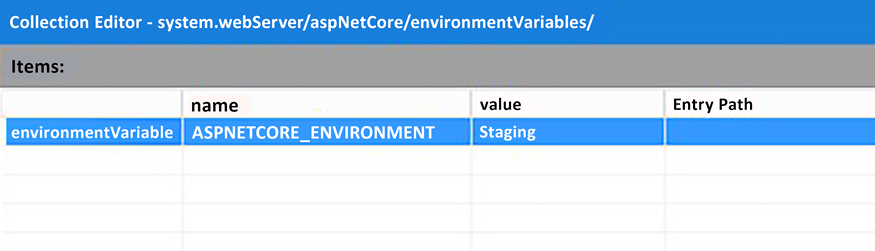 Collection Editor - system.webServer/aspNetCore/environmentVariables/
Items:
name value Entry Path
environmentVariable ASPNETCORE_ENVIRONMENT Staging